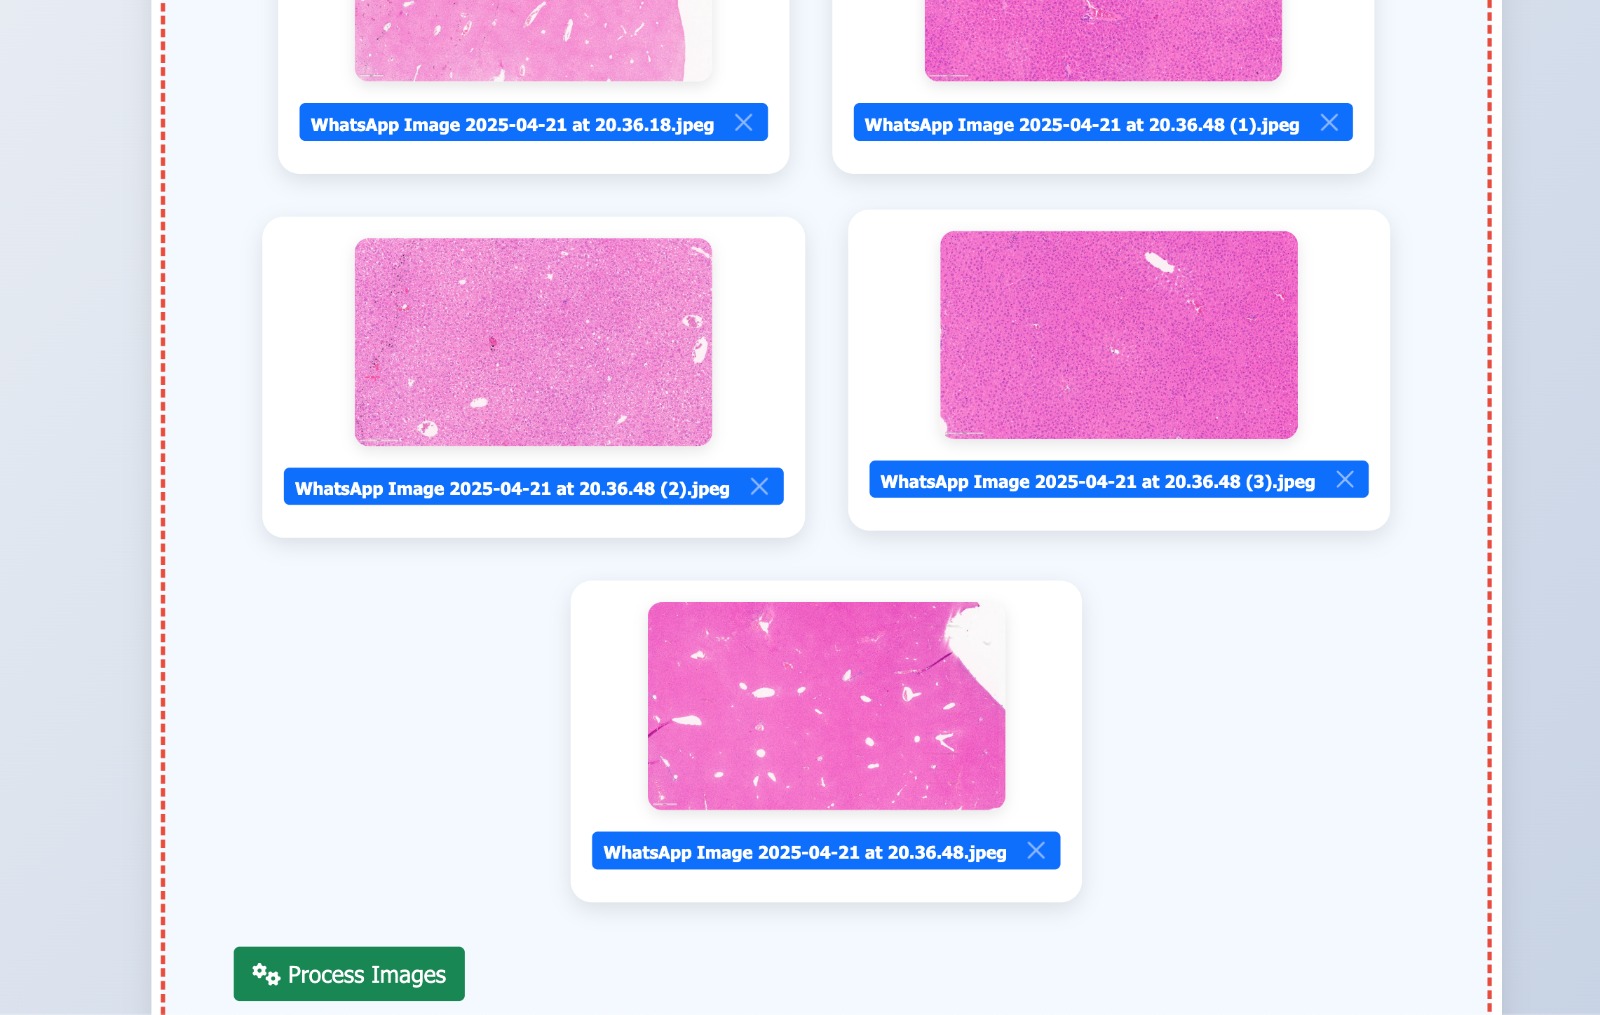 WhatsApp Image 2025-04-21 at 20.36.18.jpeg
WhatsApp Image 2025-04-21 at 20.36.48 (1).jpeg
WhatsApp Image 2025-04-21 at 20.36.48 (2).jpeg
WhatsApp Image 2025-04-21 at 20.36.48 (3).jpeg
WhatsApp Image 2025-04-21 at 20.36.48.jpeg
Process Images